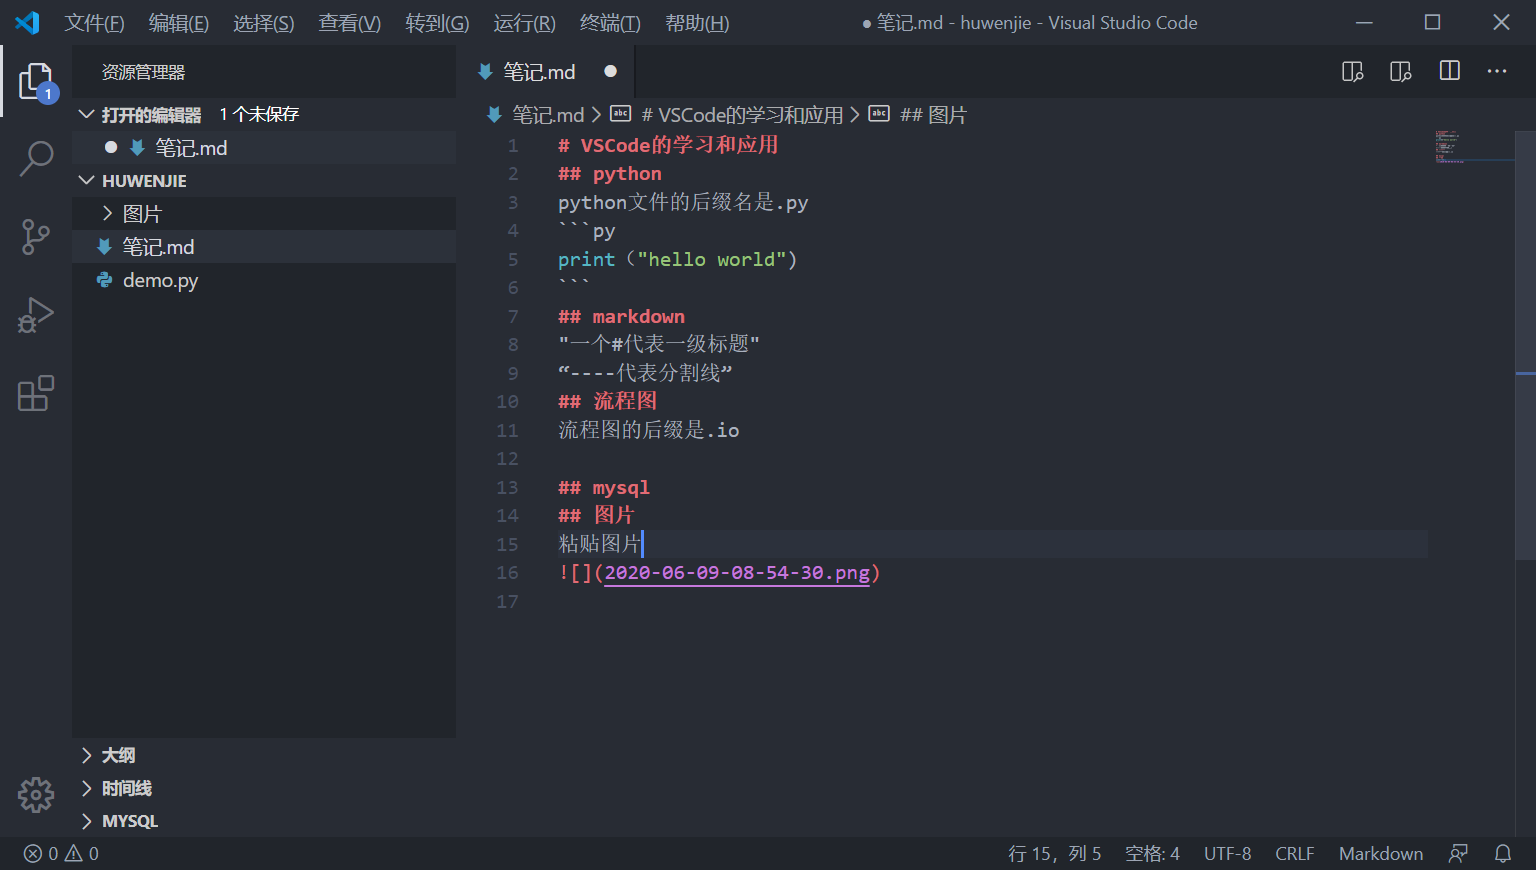 文件(F) 编辑(E) 选择(S) 查看(V) 转到(G) 运行(R) 终端(T) 帮助(H) ● 笔记.md - huwenjie - Visual Studio Code
1
资源管理器
打开的编辑器 1 个未保存
笔记.md
HUWENJIE
图片
笔记.md
demo.py
大纲
时间线
MYSQL
笔记.md
笔记.md > # VSCode的学习和应用 > ## 图片
1 # VSCode的学习和应用
2 ## python
3 python文件的后缀名是.py
4 ```py
5 print（"hello world")
6 ```
7 ## markdown
8 "一个#代表一级标题"
9 “----代表分割线”
10 ## 流程图
11 流程图的后缀是.io
12
13 ## mysql
14 ## 图片
15 粘贴图片
16 ![](2020-06-09-08-54-30.png)
17
0 0 行 15，列 5 空格: 4 UTF-8 CRLF Markdown